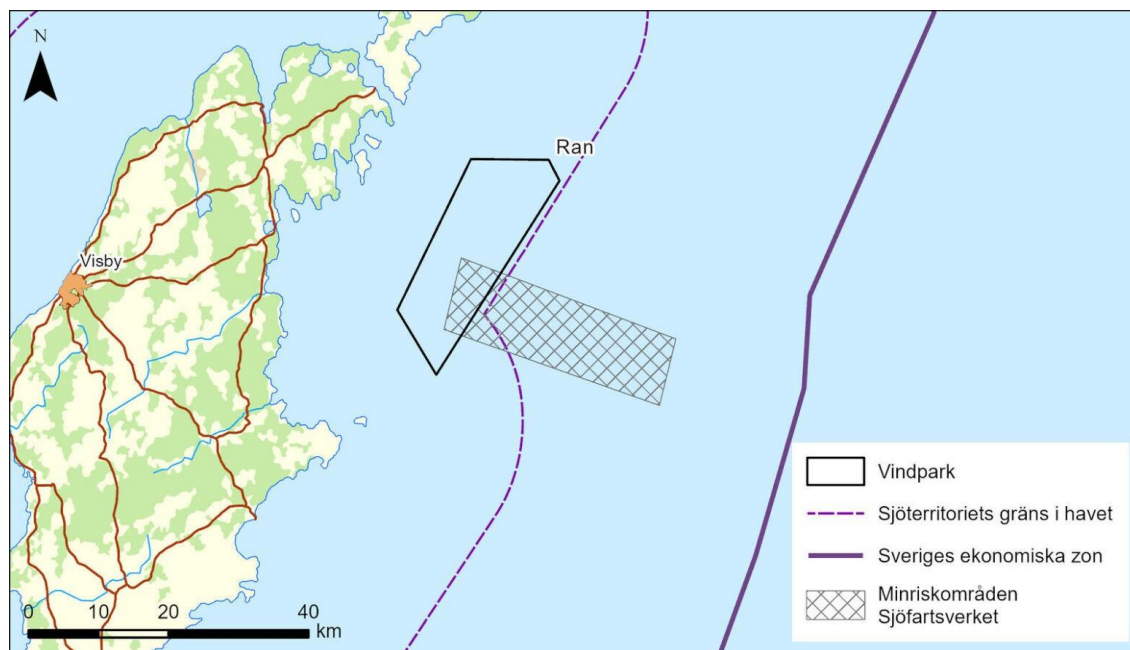 N
Ran
Visby
0 10 20 40
km
Vindpark
Sjöterritoriets gräns i havet
Sveriges ekonomiska zon
Minriskområden
Sjöfartsverket